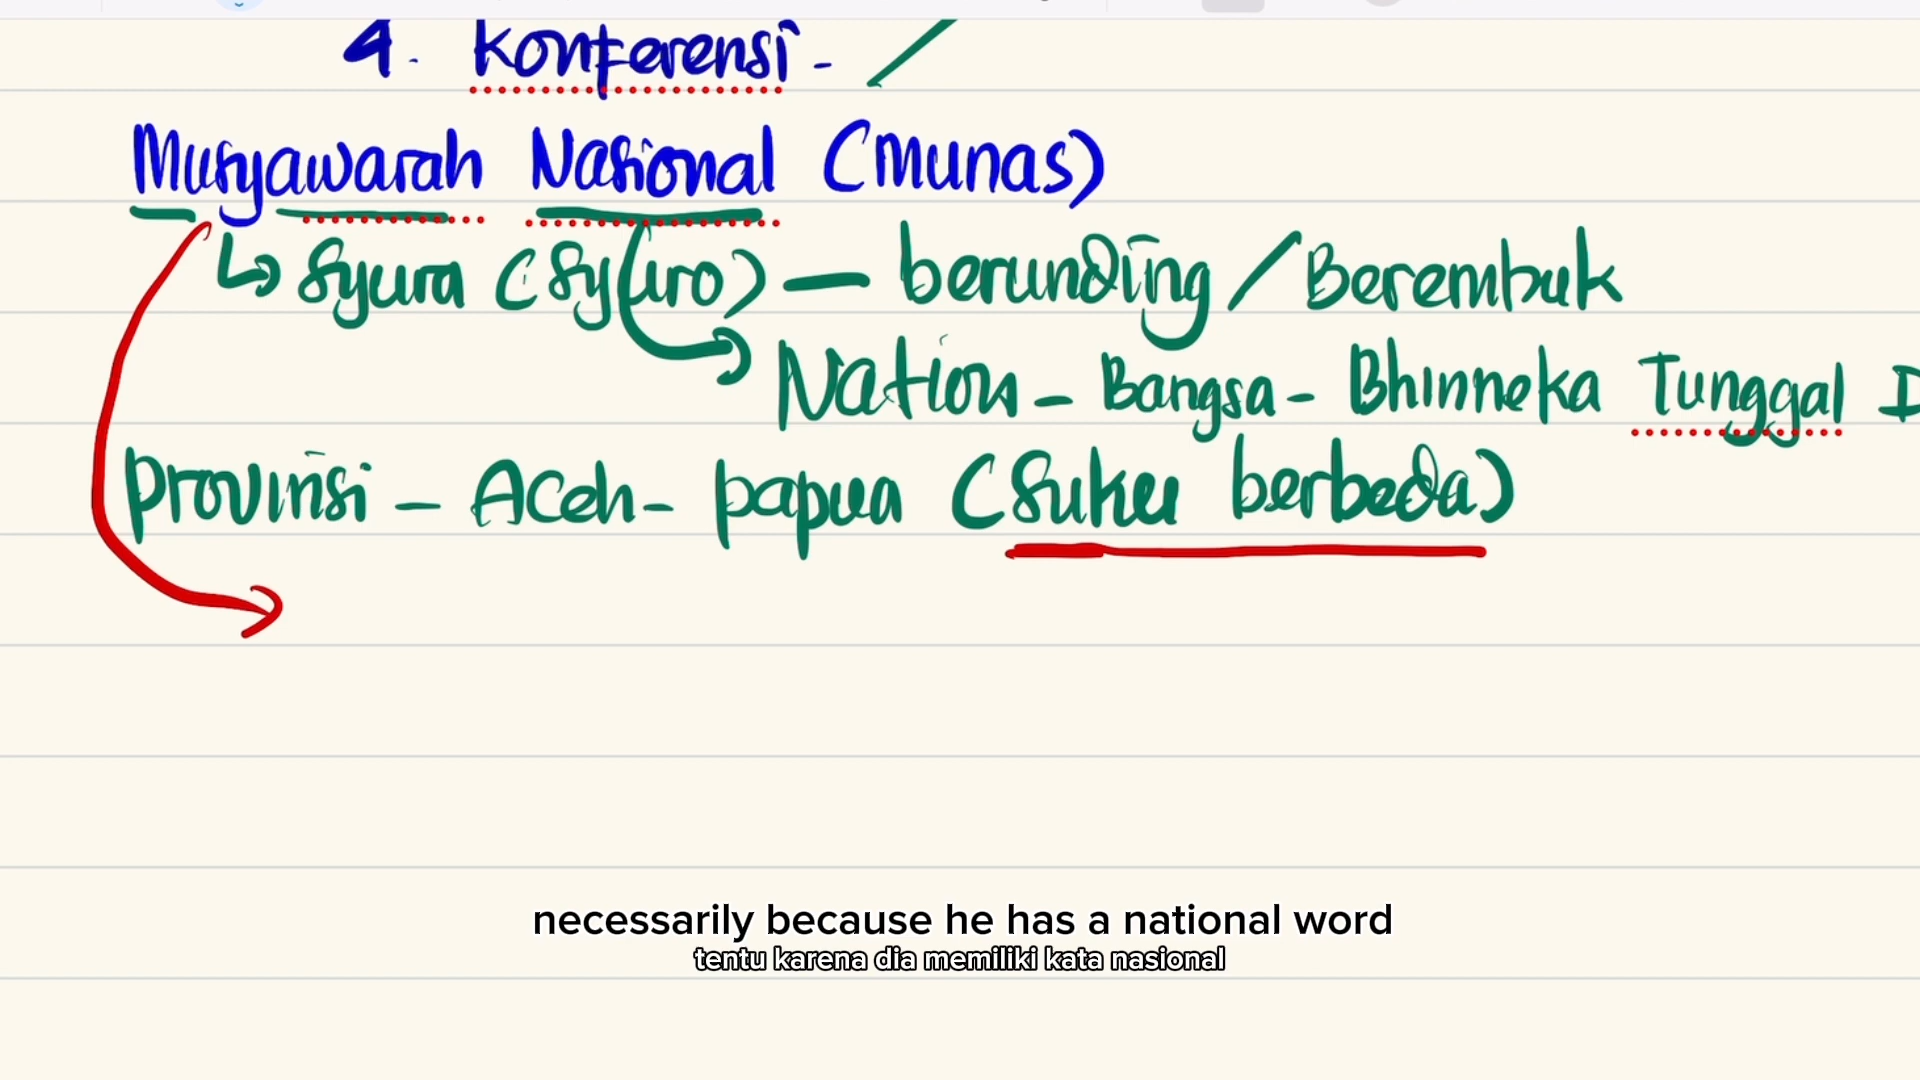 4. Konferensi - /
Musyawarah Nasional (Munas)
↳ Syura (Syuro) — berunding / Berembuk
Nation - Bangsa - Bhinneka Tunggal
Provinsi - Aceh - papua (Suku berbeda)
necessarily because he has a national word
tentu karena dia memiliki kata nasional